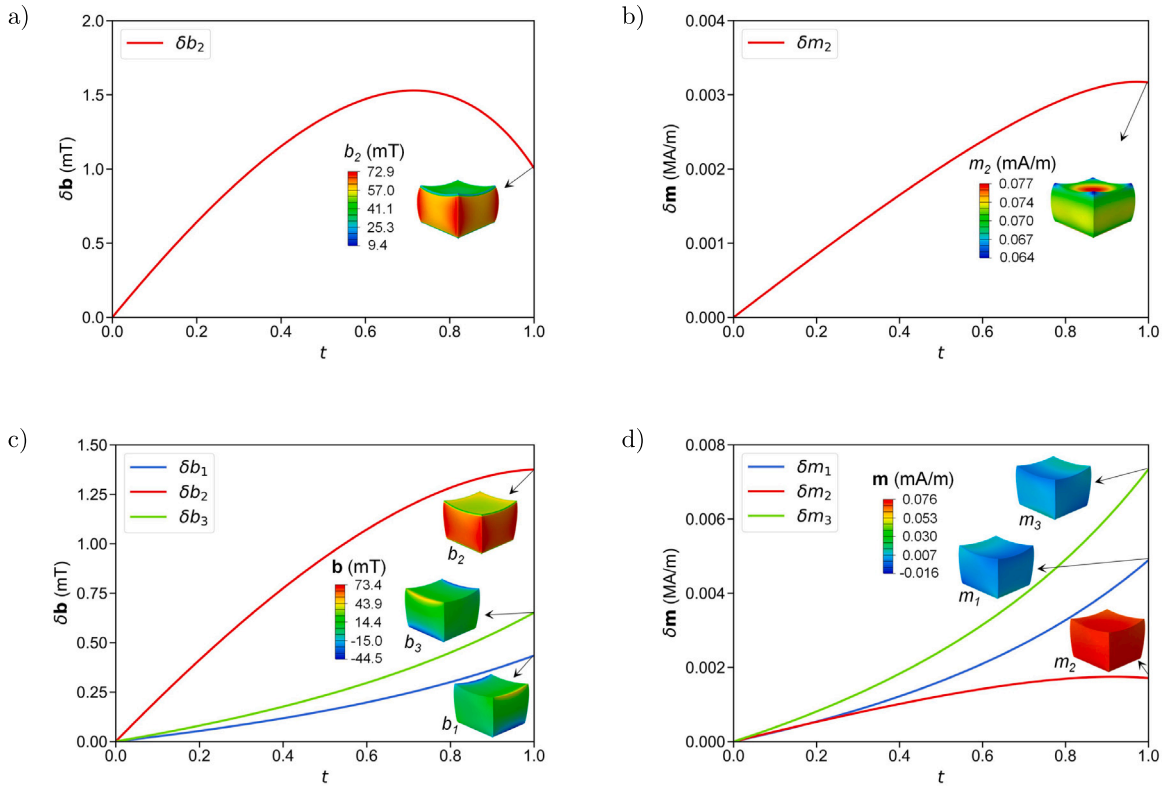 a)
δb₂
δb (mT)
2.0
1.5
1.0
0.5
0.0
b₂ (mT)
72.9
57.0
41.1
25.3
9.4
0.0 0.2 0.4 0.6 0.8 1.0
t
b)
δm₂
δm (MA/m)
0.004
0.003
0.002
0.001
0.000
m₂ (mA/m)
0.077
0.074
0.070
0.067
0.064
0.0 0.2 0.4 0.6 0.8 1.0
t
c)
δb₁
δb₂
δb₃
δb (mT)
1.50
1.25
1.00
0.75
0.50
0.25
0.00
b₂
b (mT)
73.4
43.9
14.4
-15.0
-44.5
b₃
b₁
0.0 0.2 0.4 0.6 0.8 1.0
t
d)
δm₁
δm₂
δm₃
δm (MA/m)
0.008
0.006
0.004
0.002
0.000
m (mA/m)
0.076
0.053
0.030
0.007
-0.016
m₃
m₁
m₂
0.0 0.2 0.4 0.6 0.8 1.0
t